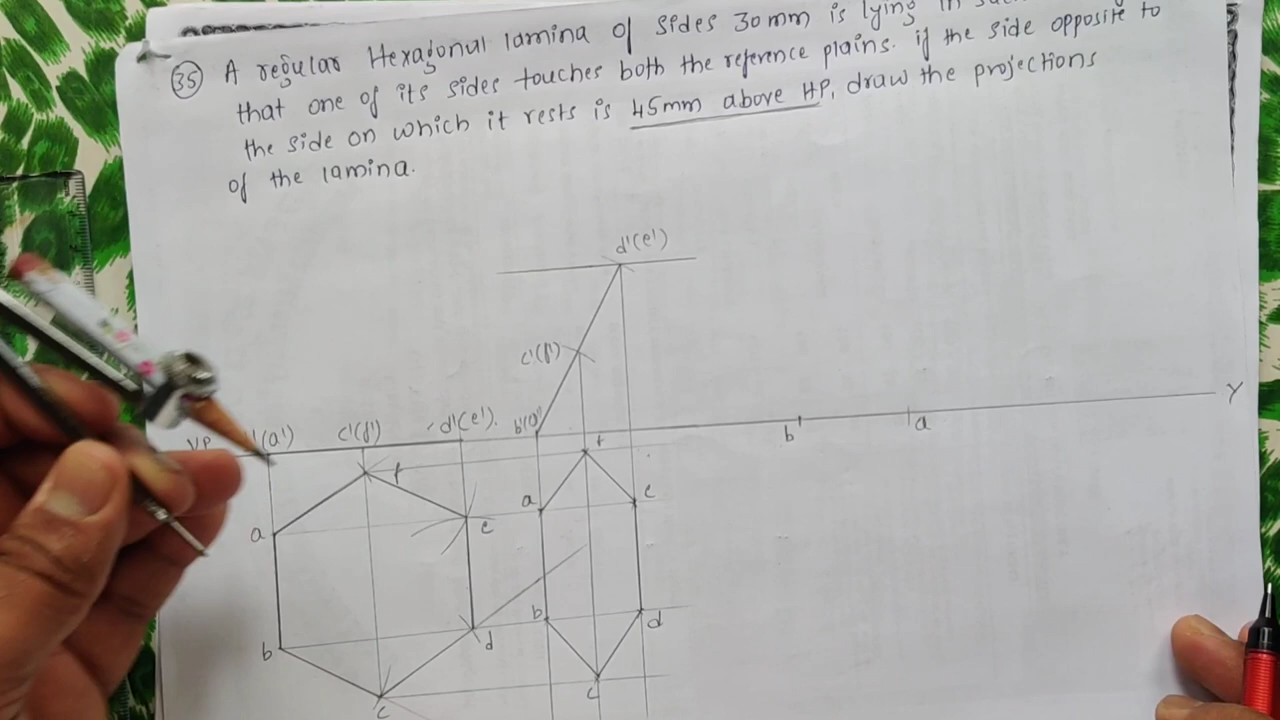 35 A regular Hexagonal lamina of sides 30mm is lying in
that one of its sides touches both the reference plains. if the side opposite to
the side on which it rests is 45mm above HP, draw the projections
of the lamina.
d'(e')
c'(f')
(a') c'(f') d'(e'). b' Y
b a
f f
a e a e
b d b d
c c